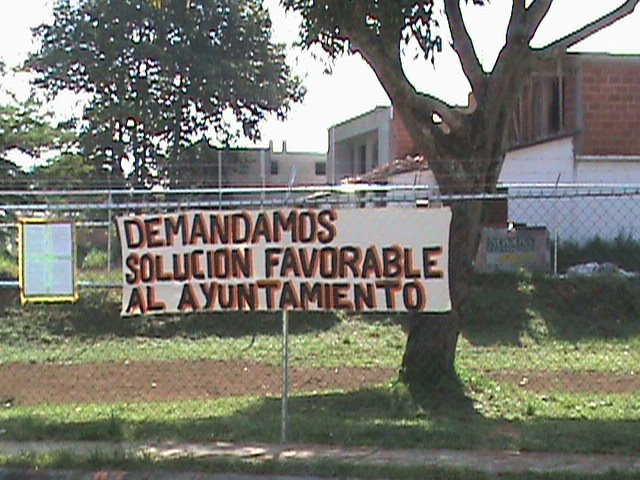 DEMANDAMOS
SOLUCION FAVORABLE
AL AYUNTAMIENTO